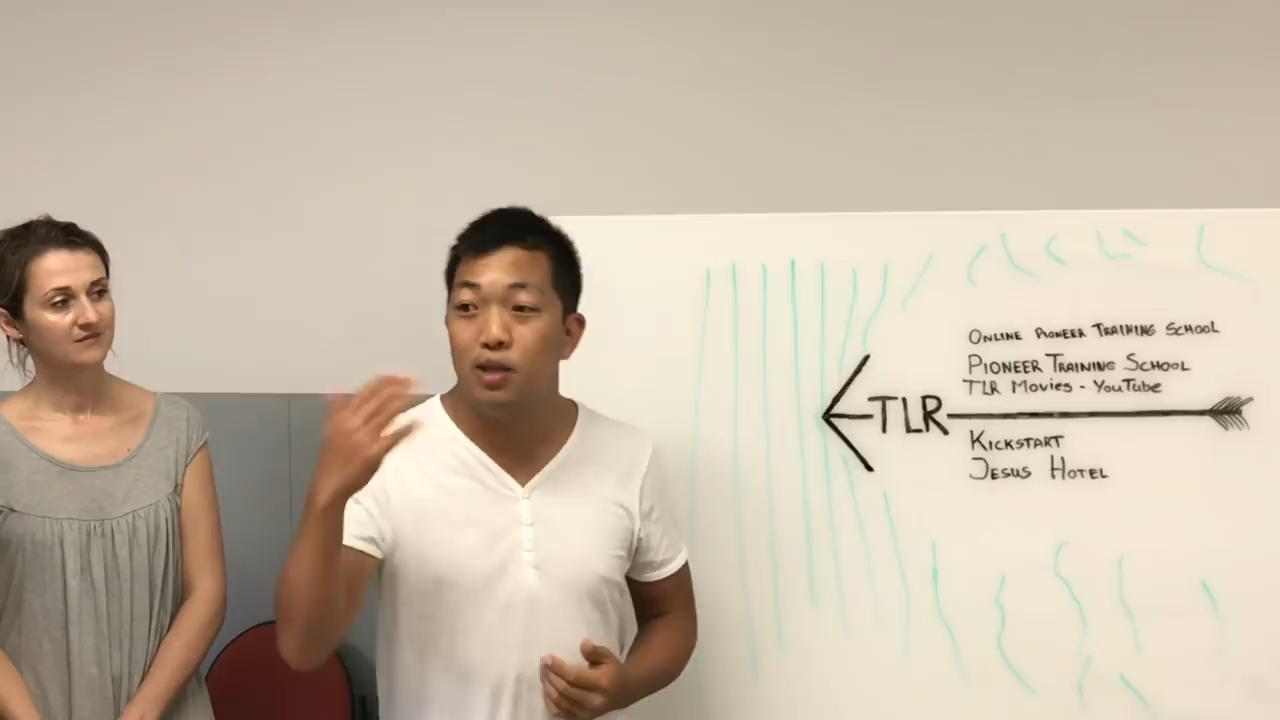 ONLINE PIONEER TRAINING SCHOOL
PIONEER TRAINING SCHOOL
TLR MOVIES - YOUTUBE
TLR
KICKSTART
JESUS HOTEL